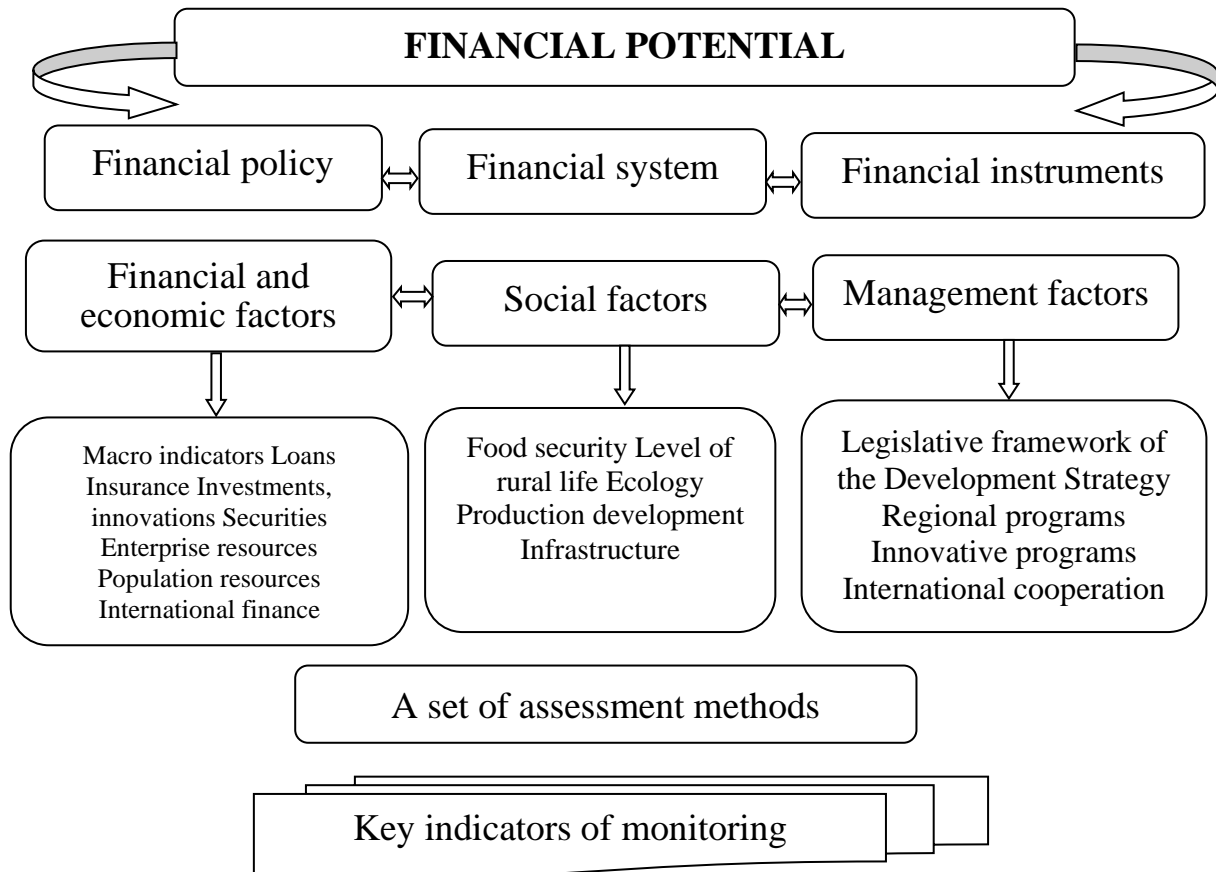 FINANCIAL POTENTIAL
Financial policy
Financial system
Financial instruments
Financial and
economic factors
Social factors
Management factors
Macro indicators Loans
Insurance Investments,
innovations Securities
Enterprise resources
Population resources
International finance
Food security Level of
rural life Ecology
Production development
Infrastructure
Legislative framework of
the Development Strategy
Regional programs
Innovative programs
International cooperation
A set of assessment methods
Key indicators of monitoring